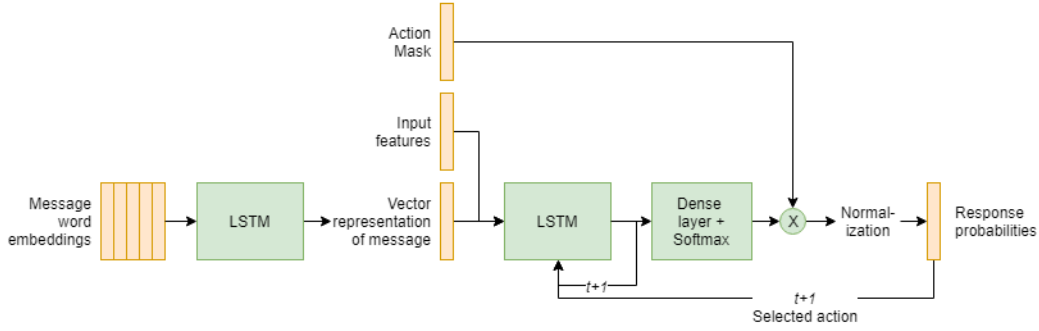 Action
Mask
Input
features
Message
word
embeddings
LSTM
Vector
representation
of message
LSTM
Dense
layer +
Softmax
X
Normal-
ization
Response
probabilities
t+1
t+1
Selected action